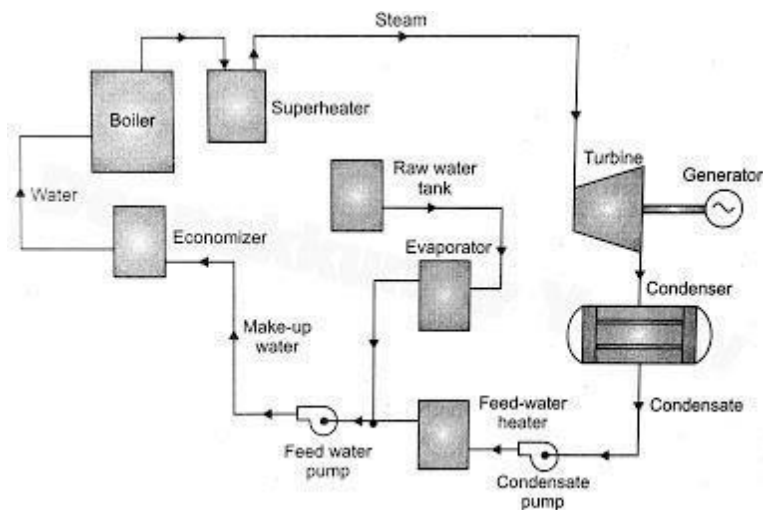 Steam
Boiler
Superheater
Turbine
Generator
Raw water
tank
Water
Economizer
Evaporator
Condenser
Make-up
water
Feed-water
heater
Condensate
Feed water
pump
Condensate
pump